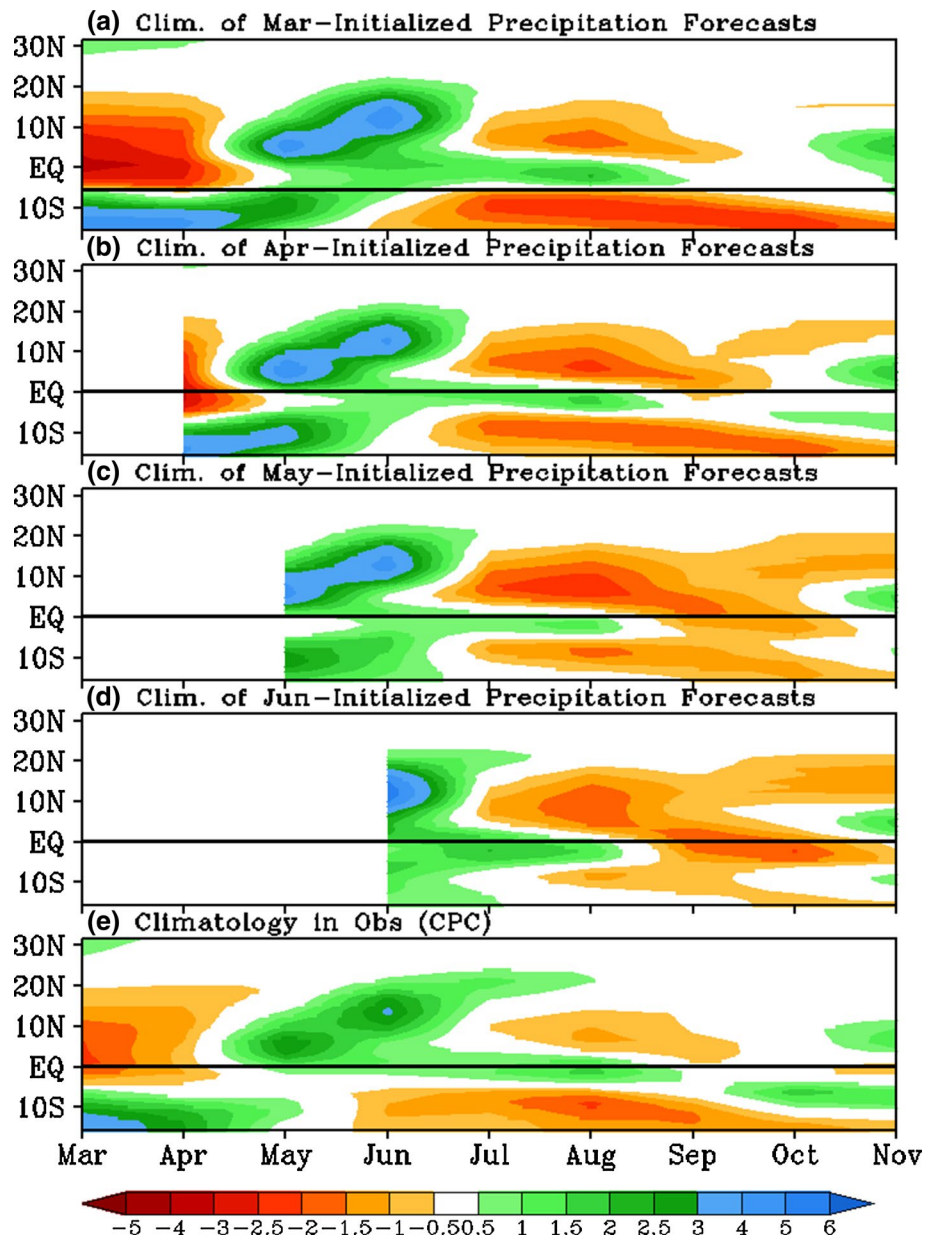 (a) Clim. of Mar-Initialized Precipitation Forecasts
30N
20N
10N
EQ
10S
(b) Clim. of Apr-Initialized Precipitation Forecasts
30N
20N
10N
EQ
10S
(c) Clim. of May-Initialized Precipitation Forecasts
30N
20N
10N
EQ
10S
(d) Clim. of Jun-Initialized Precipitation Forecasts
30N
20N
10N
EQ
10S
(e) Climatology in Obs (CPC)
30N
20N
10N
EQ
10S
Mar Apr May Jun Jul Aug Sep Oct Nov
-5 -4 -3 -2.5 -2 -1.5 -1 -0.5 0.5 1 1.5 2 2.5 3 4 5 6